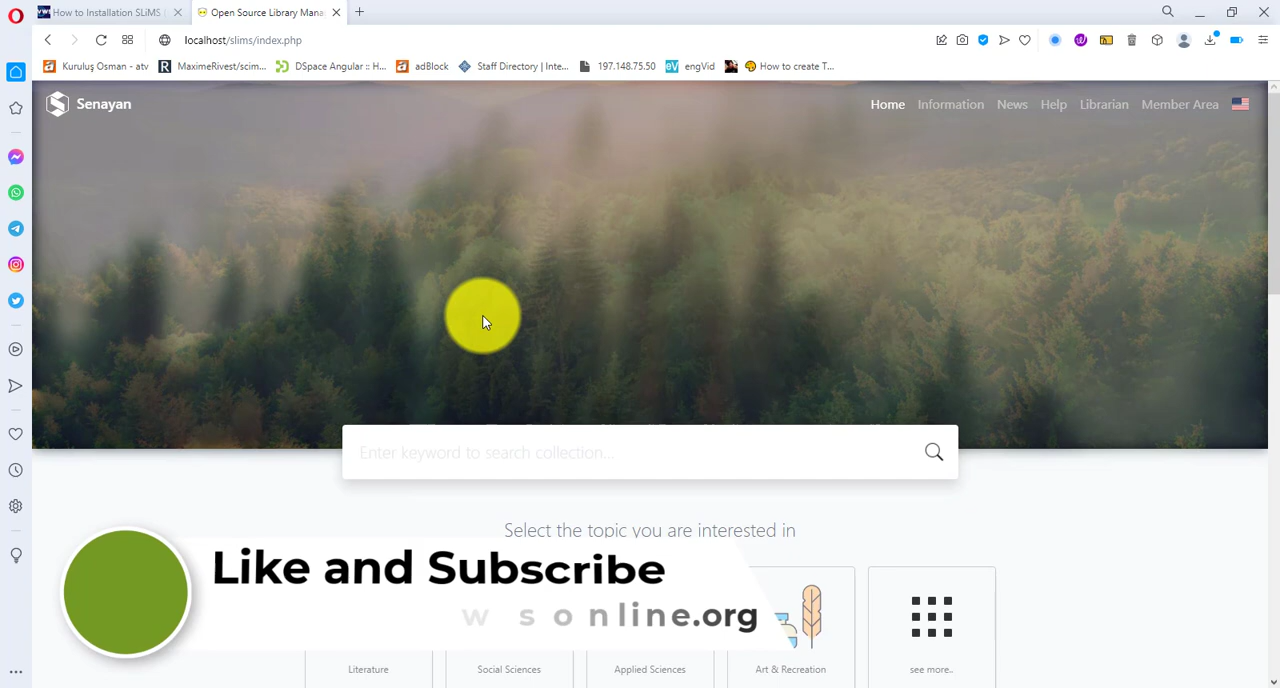 How to Installation SLiMS
Open Source Library Mana
localhost/slims/index.php
Kuruluş Osman - atv
MaximeRivest/scim...
DSpace Angular :: H...
adBlock
Staff Directory | Inte...
197.148.75.50
engVid
How to create T...
Senayan
Home
Information
News
Help
Librarian
Member Area
Enter keyword to search collection...
Select the topic you are interested in
Like and Subscribe
w s o n l i n e . o r g
Literature
Social Sciences
Applied Sciences
Art & Recreation
see more..